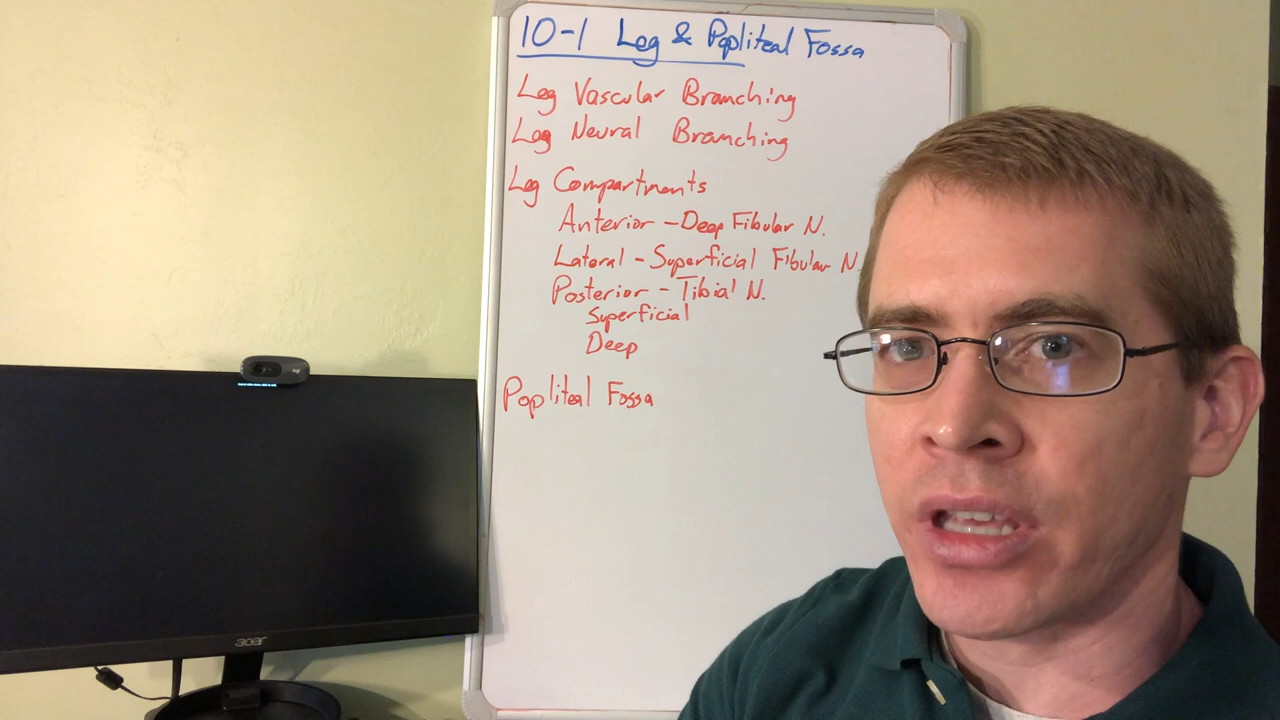 10-1 Leg & Popliteal Fossa
Leg Vascular Branching
Leg Neural Branching
Leg Compartments
Anterior - Deep Fibular N.
Lateral - Superficial Fibular N.
Posterior - Tibial N.
Superficial
Deep
Popliteal Fossa
acer